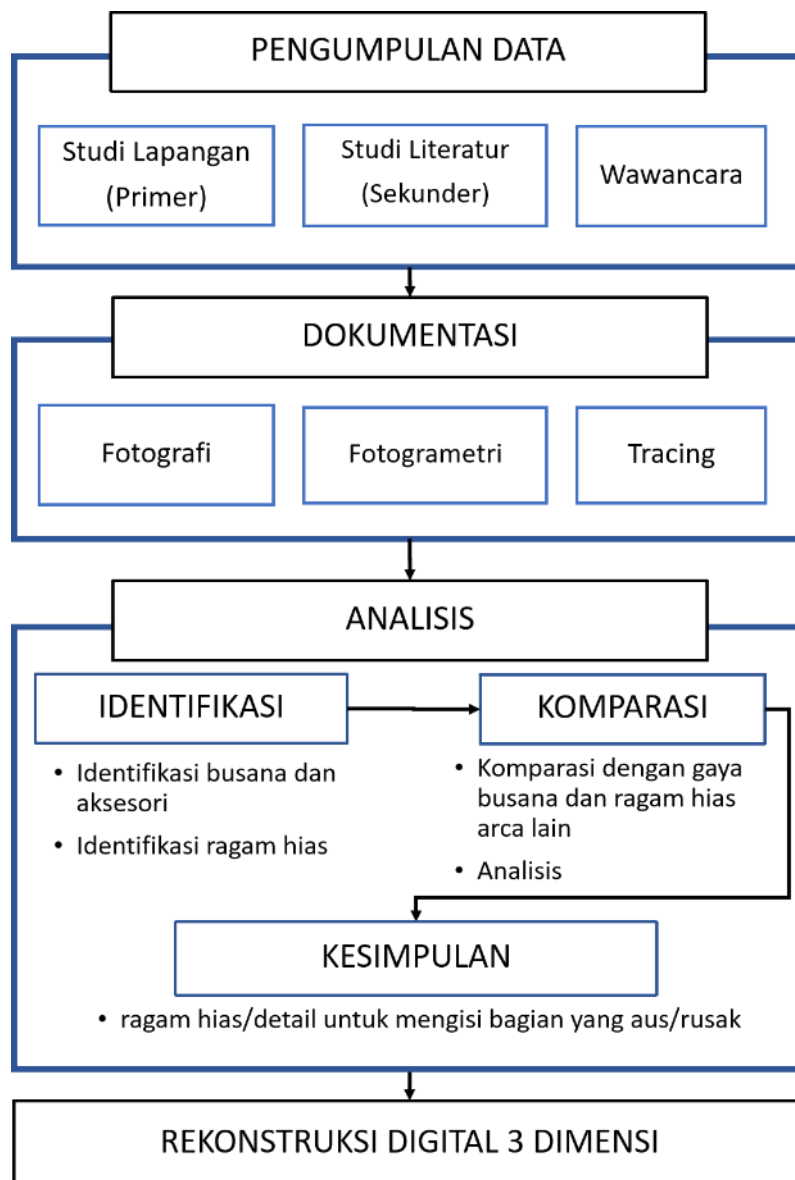 PENGUMPULAN DATA
Studi Lapangan
(Primer)
Studi Literatur
(Sekunder)
Wawancara
DOKUMENTASI
Fotografi
Fotogrametri
Tracing
ANALISIS
IDENTIFIKASI
• Identifikasi busana dan
aksesori
• Identifikasi ragam hias
KOMPARASI
• Komparasi dengan gaya
busana dan ragam hias
arca lain
• Analisis
KESIMPULAN
• ragam hias/detail untuk mengisi bagian yang aus/rusak
REKONSTRUKSI DIGITAL 3 DIMENSI